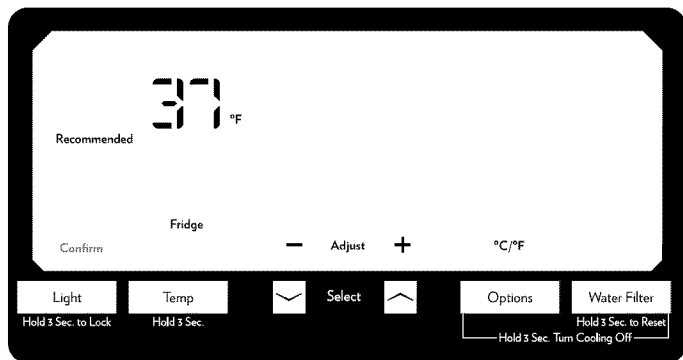 37 °F
Recommended
Fridge
Confirm − Adjust + °C/°F
Light Temp Select Options Water Filter
Hold 3 Sec. to Lock Hold 3 Sec. Hold 3 Sec. to Reset
Hold 3 Sec. Turn Cooling Off